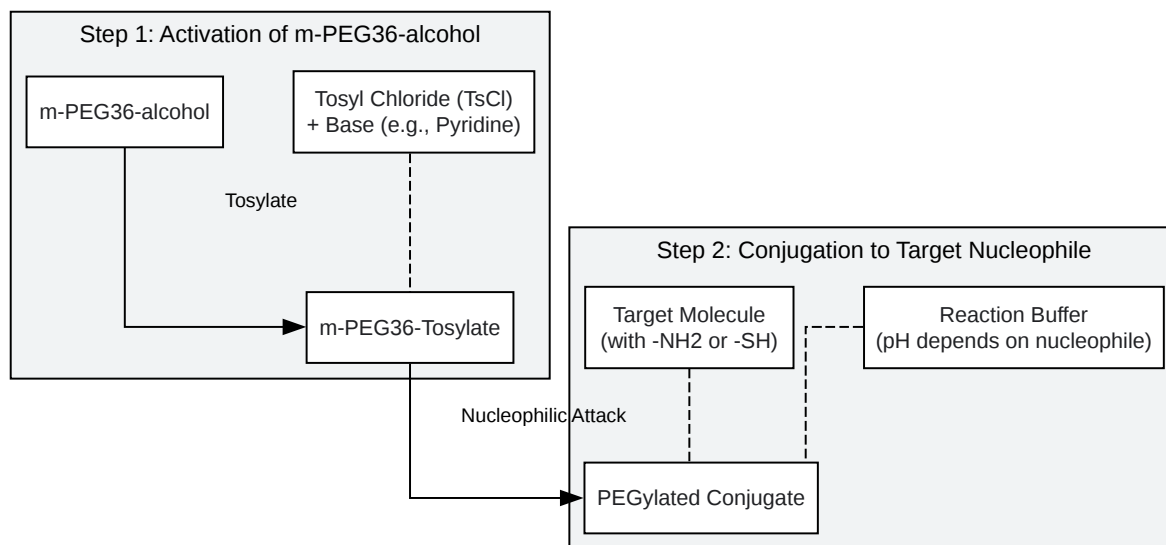 Step 1: Activation of m-PEG36-alcohol
m-PEG36-alcohol
Tosyl Chloride (TsCl)
+ Base (e.g., Pyridine)
Tosylate
m-PEG36-Tosylate
Step 2: Conjugation to Target Nucleophile
Target Molecule
(with -NH2 or -SH)
Reaction Buffer
(pH depends on nucleophile)
Nucleophilic Attack
PEGylated Conjugate